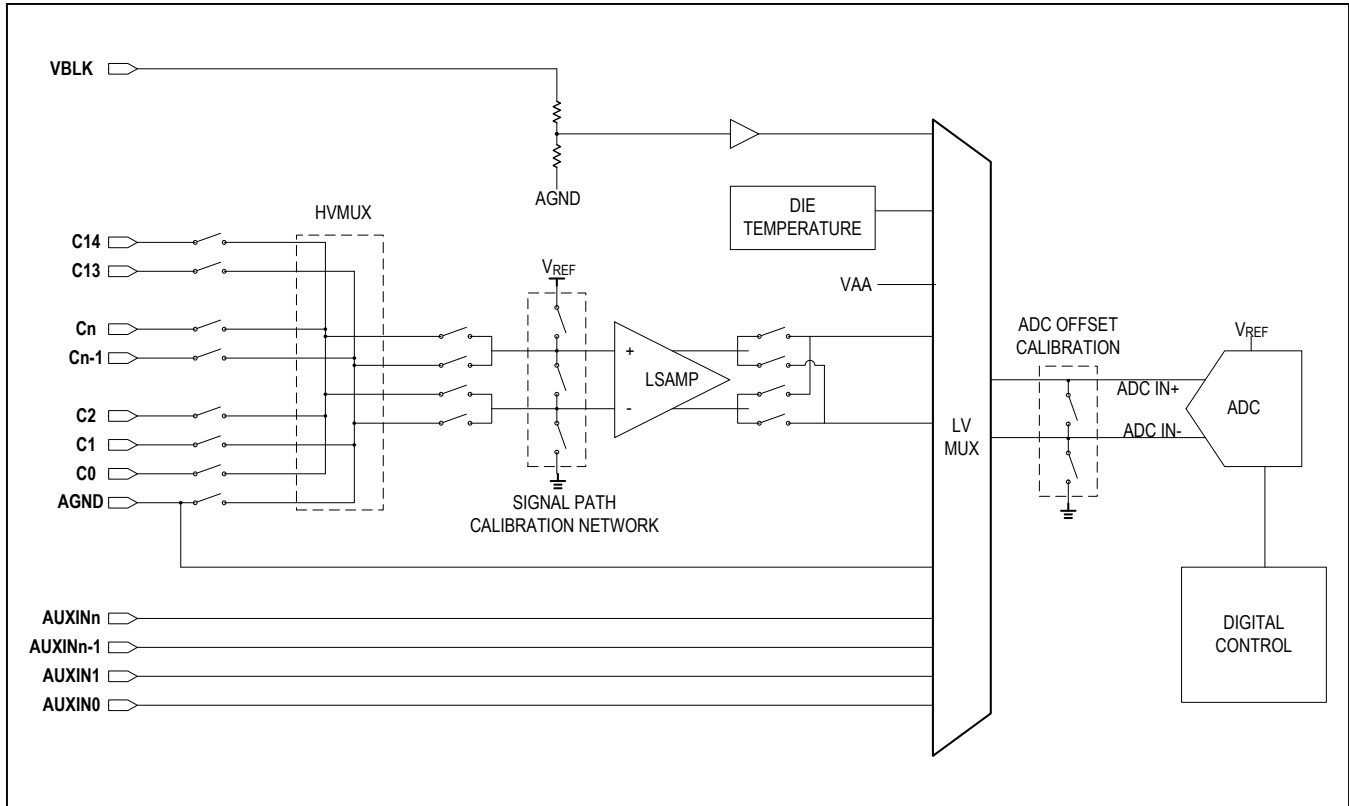 VBLK
AGND
HVMUX
DIE
TEMPERATURE
C14
C13
VREF
VAA
Cn
Cn-1
ADC OFFSET
CALIBRATION
VREF
+
LSAMP
-
ADC IN+
ADC
C2
LV
MUX
ADC IN-
C1
C0
AGND
SIGNAL PATH
CALIBRATION NETWORK
AUXINn
AUXINn-1
AUXIN1
AUXIN0
DIGITAL
CONTROL